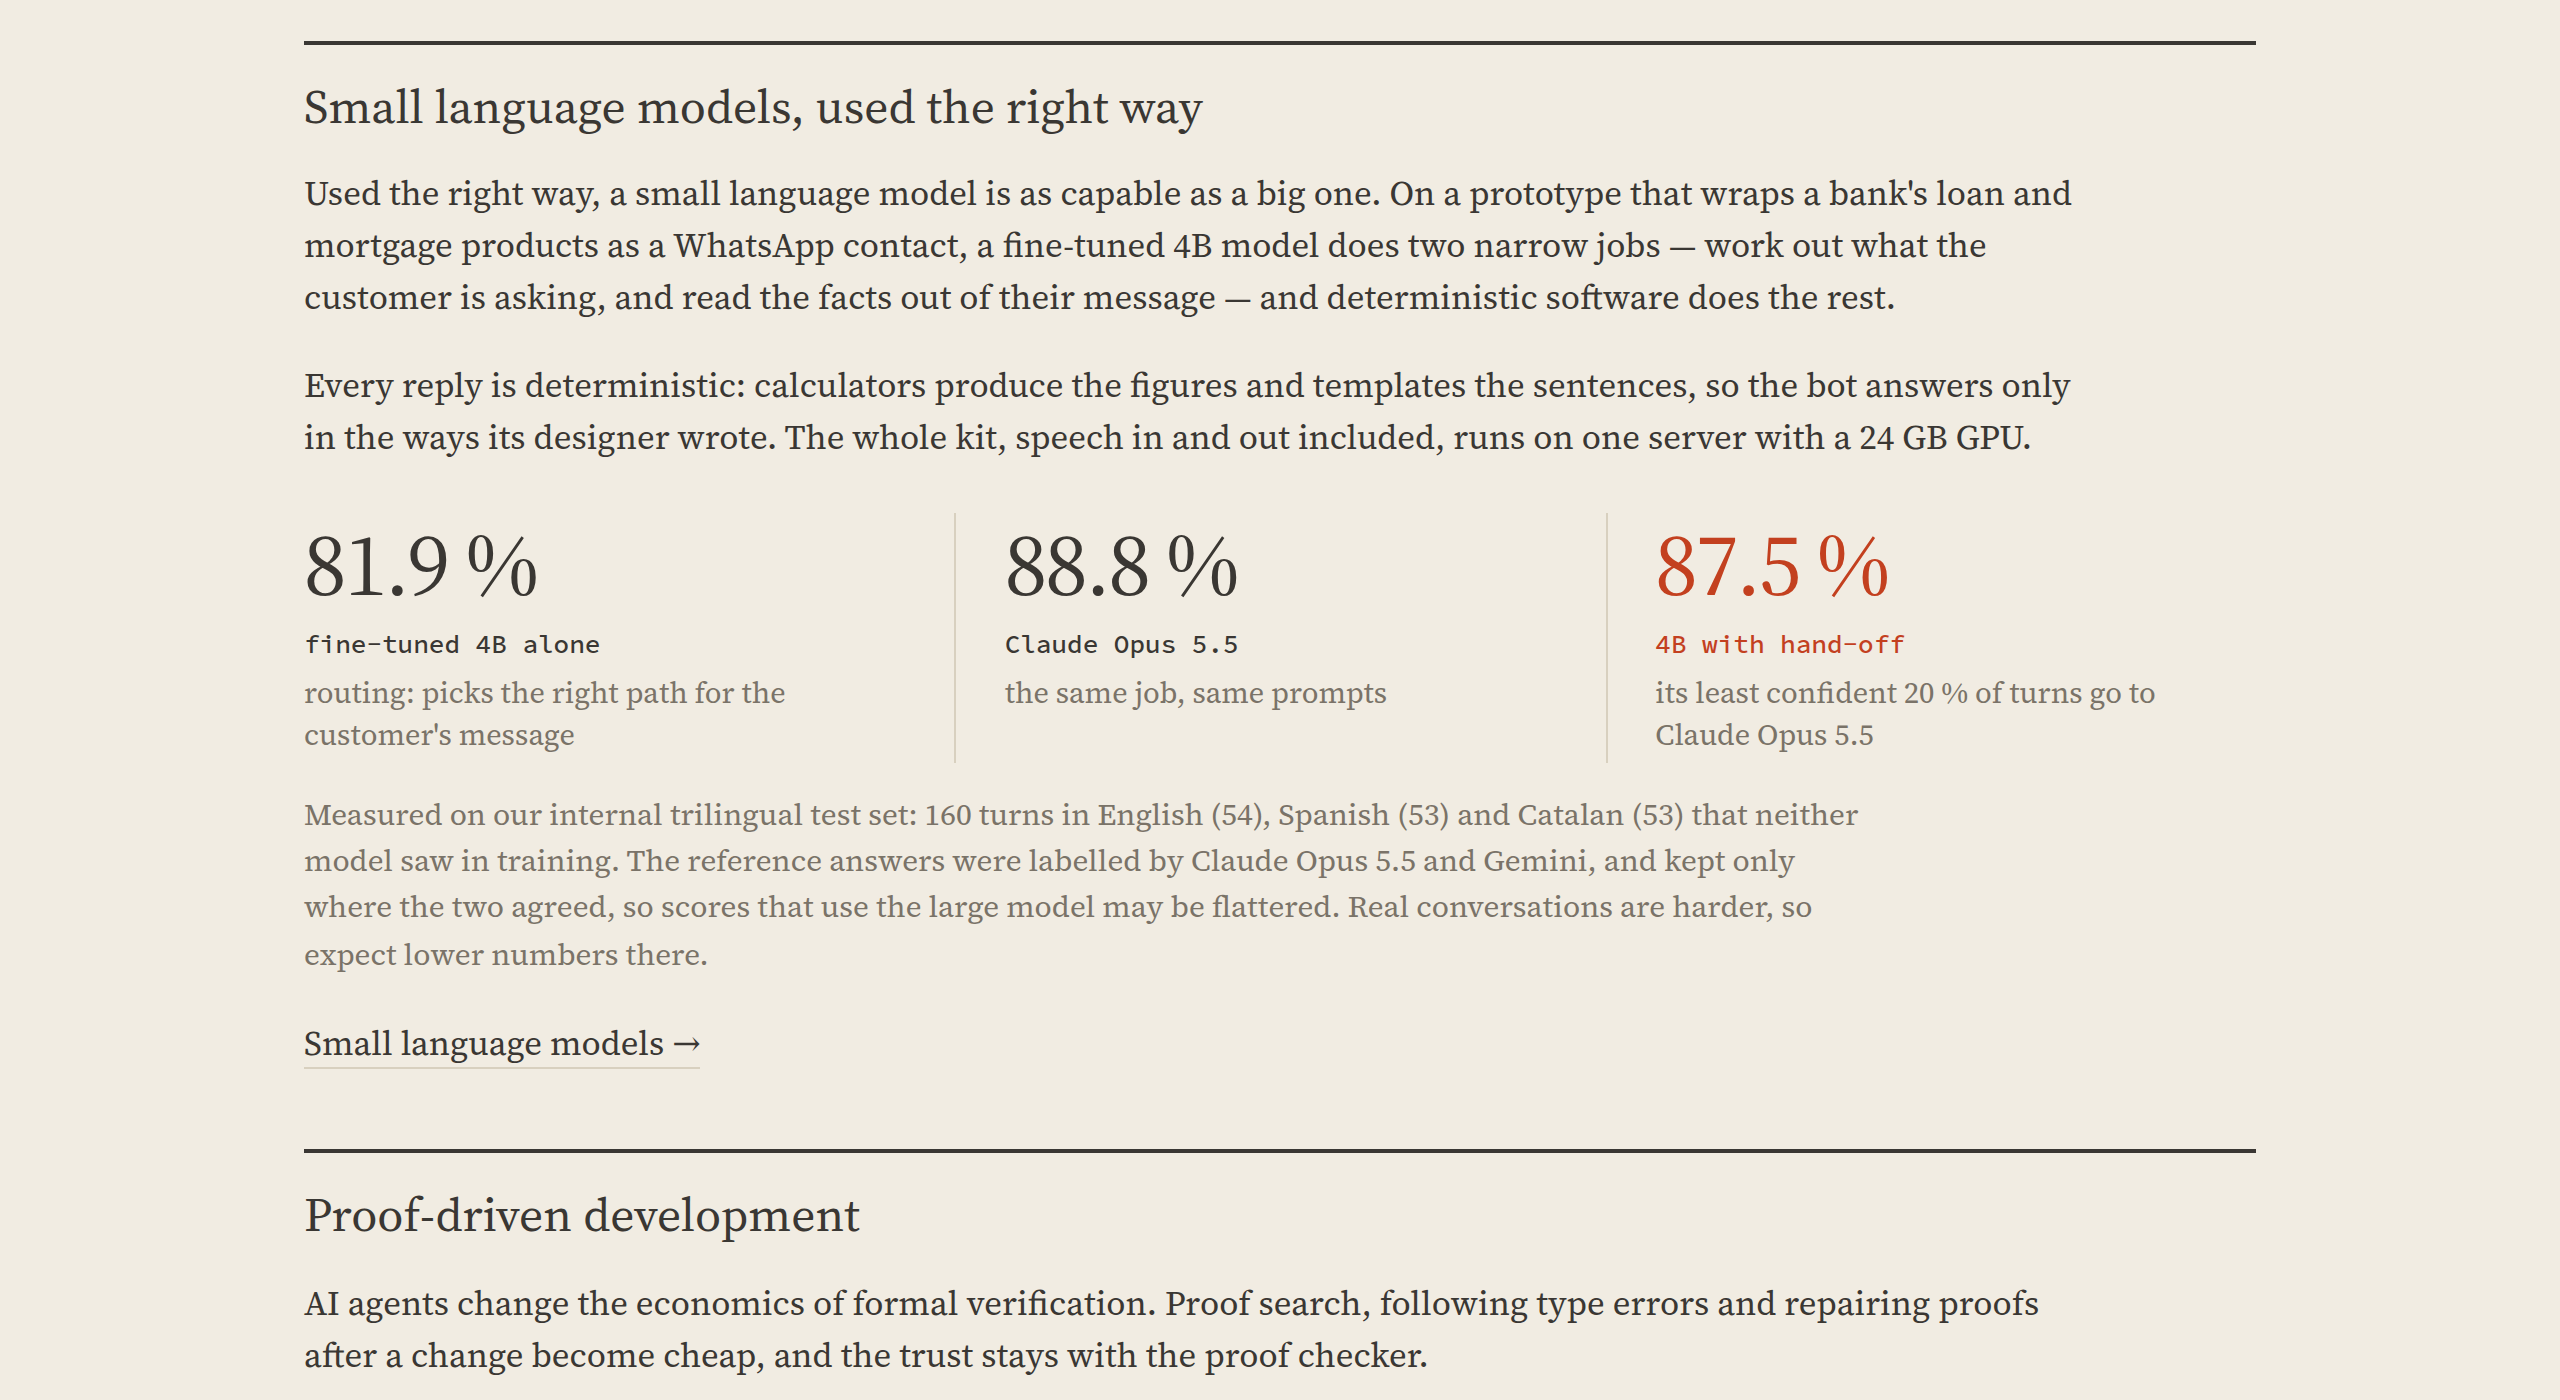 Small language models, used the right way
Used the right way, a small language model is as capable as a big one. On a prototype that wraps a bank's loan and
mortgage products as a WhatsApp contact, a fine-tuned 4B model does two narrow jobs — work out what the
customer is asking, and read the facts out of their message — and deterministic software does the rest.
Every reply is deterministic: calculators produce the figures and templates the sentences, so the bot answers only
in the ways its designer wrote. The whole kit, speech in and out included, runs on one server with a 24 GB GPU.
81.9 %
fine-tuned 4B alone
routing: picks the right path for the
customer's message
88.8 %
Claude Opus 5.5
the same job, same prompts
87.5 %
4B with hand-off
its least confident 20 % of turns go to
Claude Opus 5.5
Measured on our internal trilingual test set: 160 turns in English (54), Spanish (53) and Catalan (53) that neither
model saw in training. The reference answers were labelled by Claude Opus 5.5 and Gemini, and kept only
where the two agreed, so scores that use the large model may be flattered. Real conversations are harder, so
expect lower numbers there.
Small language models →
Proof-driven development
AI agents change the economics of formal verification. Proof search, following type errors and repairing proofs
after a change become cheap, and the trust stays with the proof checker.